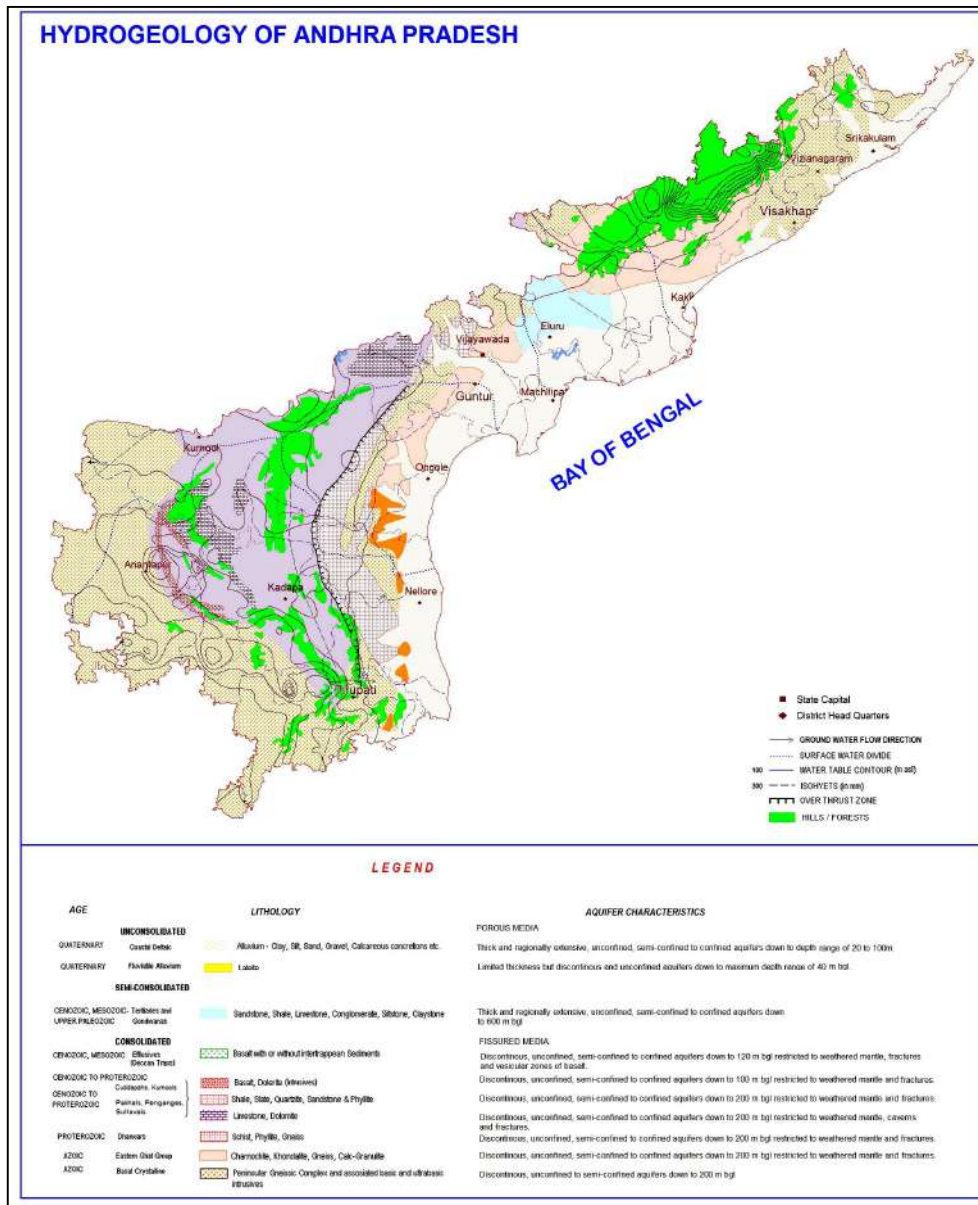 HYDROGEOLOGY OF ANDHRA PRADESH
Srikakulam
Vizianagaram
Visakhap
Kaki
Eluru
Vijayawada
Guntur
Machilipa
BAY OF BENGAL
Kurnool
Ongole
Anantapur
Kadapa
Nellore
Tirupati
State Capital
District Head Quarters
GROUND WATER FLOW DIRECTION
SURFACE WATER DIVIDE
100 WATER TABLE CONTOUR (m asl)
300 ISOHYETS (in mm)
OVER THRUST ZONE
HILLS / FORESTS
LEGEND
AGE LITHOLOGY AQUIFER CHARACTERISTICS
UNCONSOLIDATED POROUS MEDIA
QUATERNARY Coastal Deltaic Alluvium - Clay, Silt, Sand, Gravel, Calcareous concretions etc. Thick and regionally extensive, unconfined, semi-confined to confined aquifers down to depth range of 20 to 100m
QUATERNARY Alluvium Limited thickness but discontinous and unconfined aquifers down to maximum depth range of 40 m bgl.
SEMI-CONSOLIDATED
CENOZOIC, MESOZOIC- Tertiaries and Sandstone, Shale, Limestone, Conglomerate, Siltstone, Claystone Thick and regionally extensive, unconfined, semi-confined to confined aquifers down
UPPER PALEOZOIC Gondwanas to 600 m bgl
CONSOLIDATED FISSURED MEDIA
CENOZOIC, MESOZOIC Effusives Basalt with or without intertrappean Sediments Discontinous, unconfined, semi-confined to confined aquifers down to 120 m bgl restricted to weathered mantle, fractures
(Deccan Traps) and vesicular zones of basalt.
CENOZOIC TO PROTEROZOIC Basalt, Dolerite (intrusives) Discontinous, unconfined, semi-confined to confined aquifers down to 100 m bgl restricted to weathered mantle and fractures.
CENOZOIC TO Cuddapahs, Kurnools
PROTEROZOIC Pakhals, Penganges, Shale, Slate, Quartzite, Sandstone & Phyllite Discontinous, unconfined, semi-confined to confined aquifers down to 200 m bgl restricted to weathered mantle and fractures.
Sullavais Limestone, Dolomite Discontinous, unconfined, semi-confined to confined aquifers down to 200 m bgl restricted to weathered mantle, caverns
and fractures.
PROTEROZOIC Dharwars Schist, Phyllite, Gneiss Discontinous, unconfined, semi-confined to confined aquifers down to 200 m bgl restricted to weathered mantle and fractures.
AZOIC Eastern Ghat Group Charnockite, Khondalite, Gneiss, Calc-Granulite Discontinous, unconfined, semi-confined to confined aquifers down to 200 m bgl restricted to weathered mantle and fractures.
AZOIC Basal Crystalline Peninsular Gneissic Complex and associated basic and ultrabasic Discontinous, unconfined to semi-confined aquifers down to 200 m bgl
intrusives